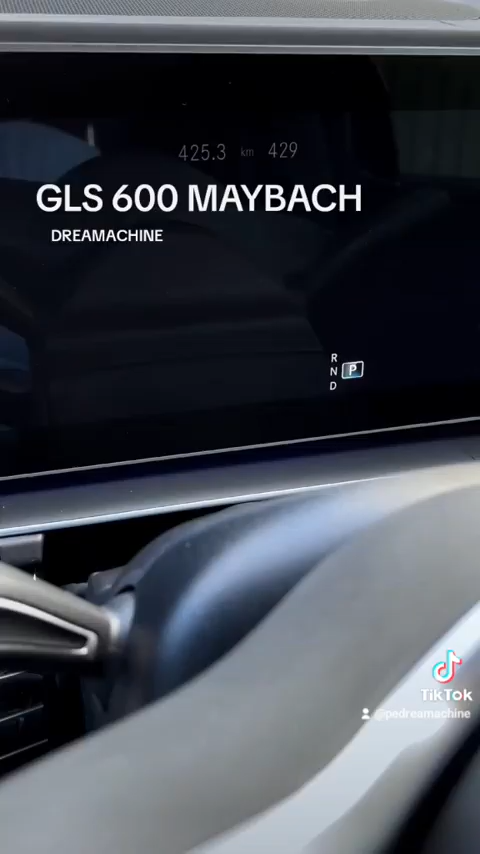 425.3 km 429
GLS 600 MAYBACH
DREAMACHINE
R
N P
D
TikTok
@pedreamachine